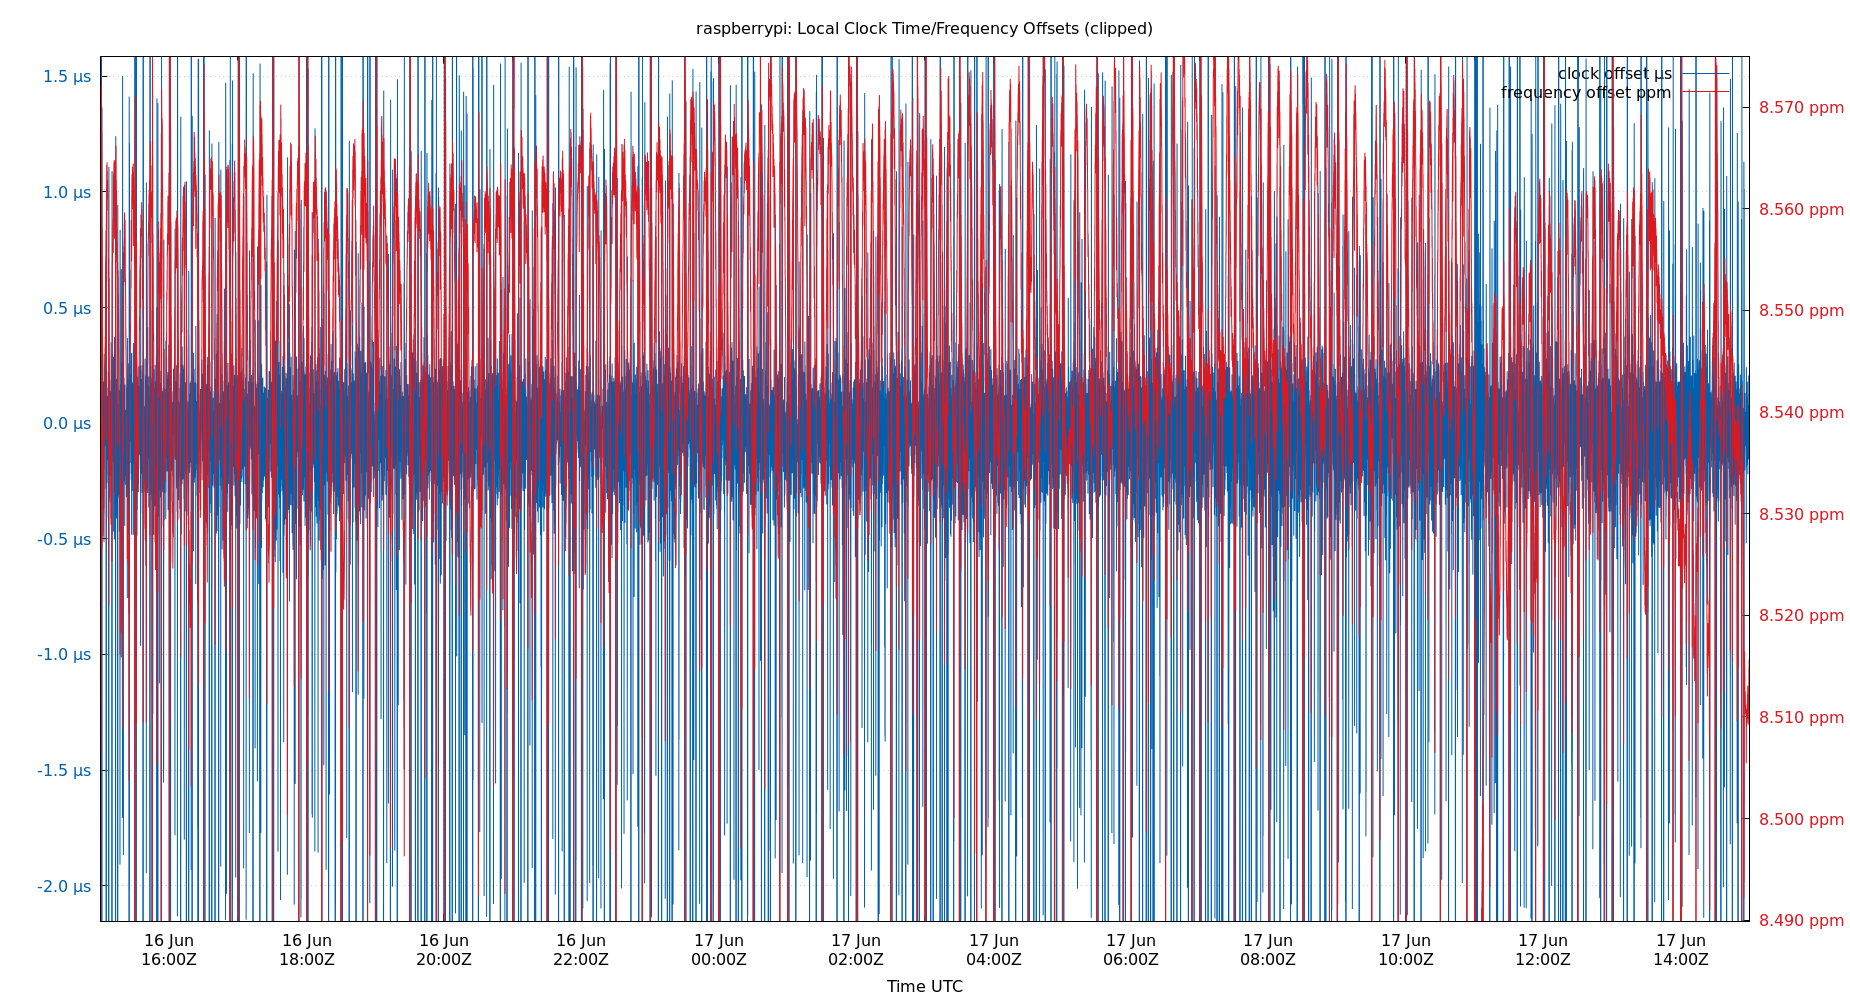 raspberrypi: Local Clock Time/Frequency Offsets (clipped)
clock offset µs
frequency offset ppm
1.5 µs
1.0 µs
0.5 µs
0.0 µs
-0.5 µs
-1.0 µs
-1.5 µs
-2.0 µs
8.570 ppm
8.560 ppm
8.550 ppm
8.540 ppm
8.530 ppm
8.520 ppm
8.510 ppm
8.500 ppm
8.490 ppm
16 Jun 16 Jun 16 Jun 16 Jun 17 Jun 17 Jun 17 Jun 17 Jun 17 Jun 17 Jun 17 Jun 17 Jun
16:00Z 18:00Z 20:00Z 22:00Z 00:00Z 02:00Z 04:00Z 06:00Z 08:00Z 10:00Z 12:00Z 14:00Z
Time UTC